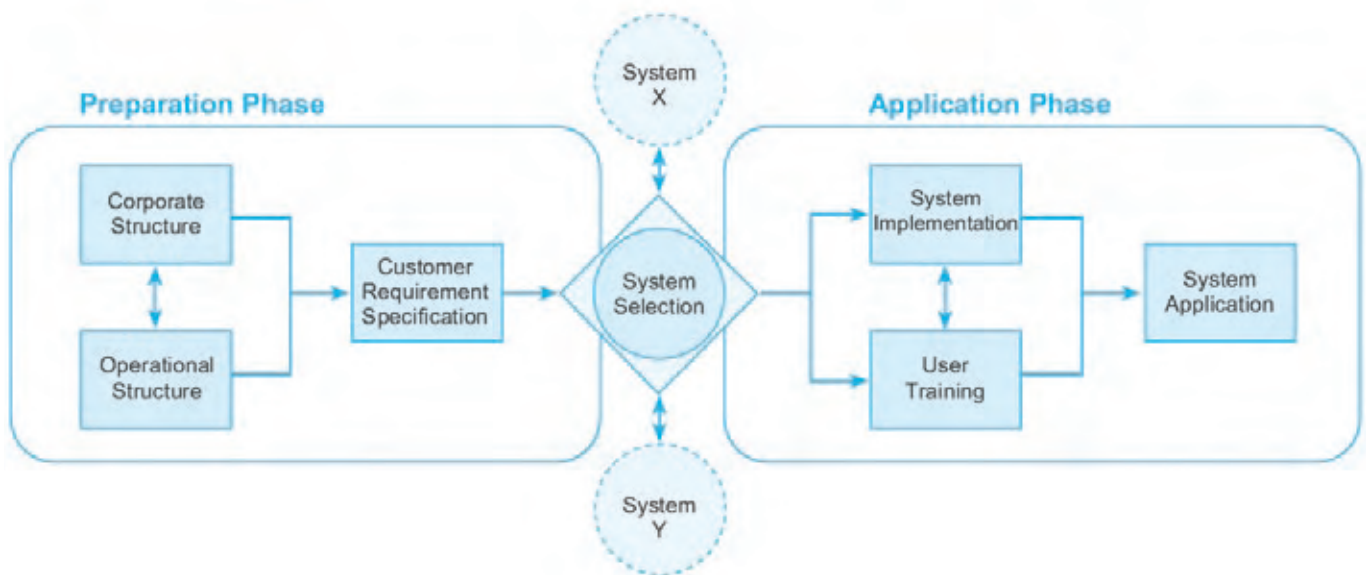 System
X
Preparation Phase
Application Phase
Corporate
Structure
Customer
Requirement
Specification
Operational
Structure
System
Selection
System
Implementation
User
Training
System
Application
System
Y